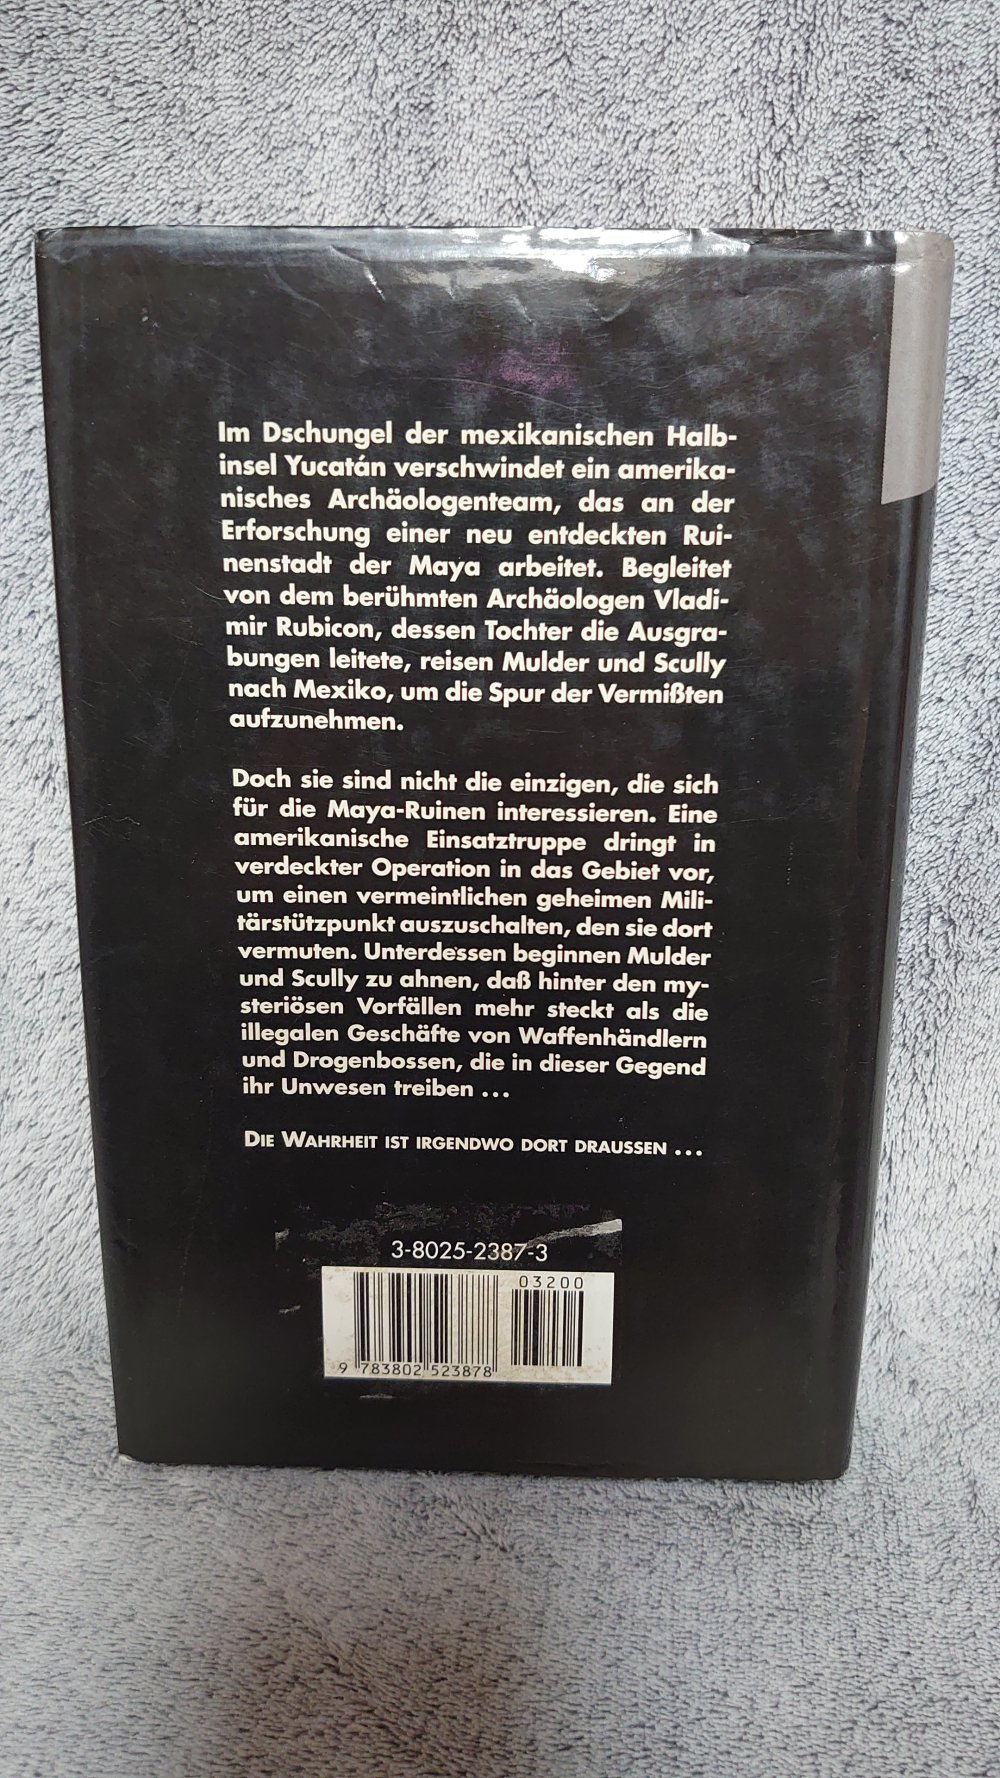 Im Dschungel der mexikanischen Halb-
insel Yucatán verschwindet ein amerika-
nisches Archäologenteam, das an der
Erforschung einer neu entdeckten Rui-
nenstadt der Maya arbeitet. Begleitet
von dem berühmten Archäologen Vladi-
mir Rubicon, dessen Tochter die Ausgra-
bungen leitete, reisen Mulder und Scully
nach Mexiko, um die Spur der Vermißten
aufzunehmen.
Doch sie sind nicht die einzigen, die sich
für die Maya-Ruinen interessieren. Eine
amerikanische Einsatztruppe dringt in
verdeckter Operation in das Gebiet vor,
um einen vermeintlichen geheimen Mili-
tärstützpunkt auszuschalten, den sie dort
vermuten. Unterdessen beginnen Mulder
und Scully zu ahnen, daß hinter den my-
steriösen Vorfällen mehr steckt als die
illegalen Geschäfte von Waffenhändlern
und Drogenbossen, die in dieser Gegend
ihr Unwesen treiben ...
DIE WAHRHEIT IST IRGENDWO DORT DRAUSSEN ...
3-8025-2387-3
03200
9 783802 523878